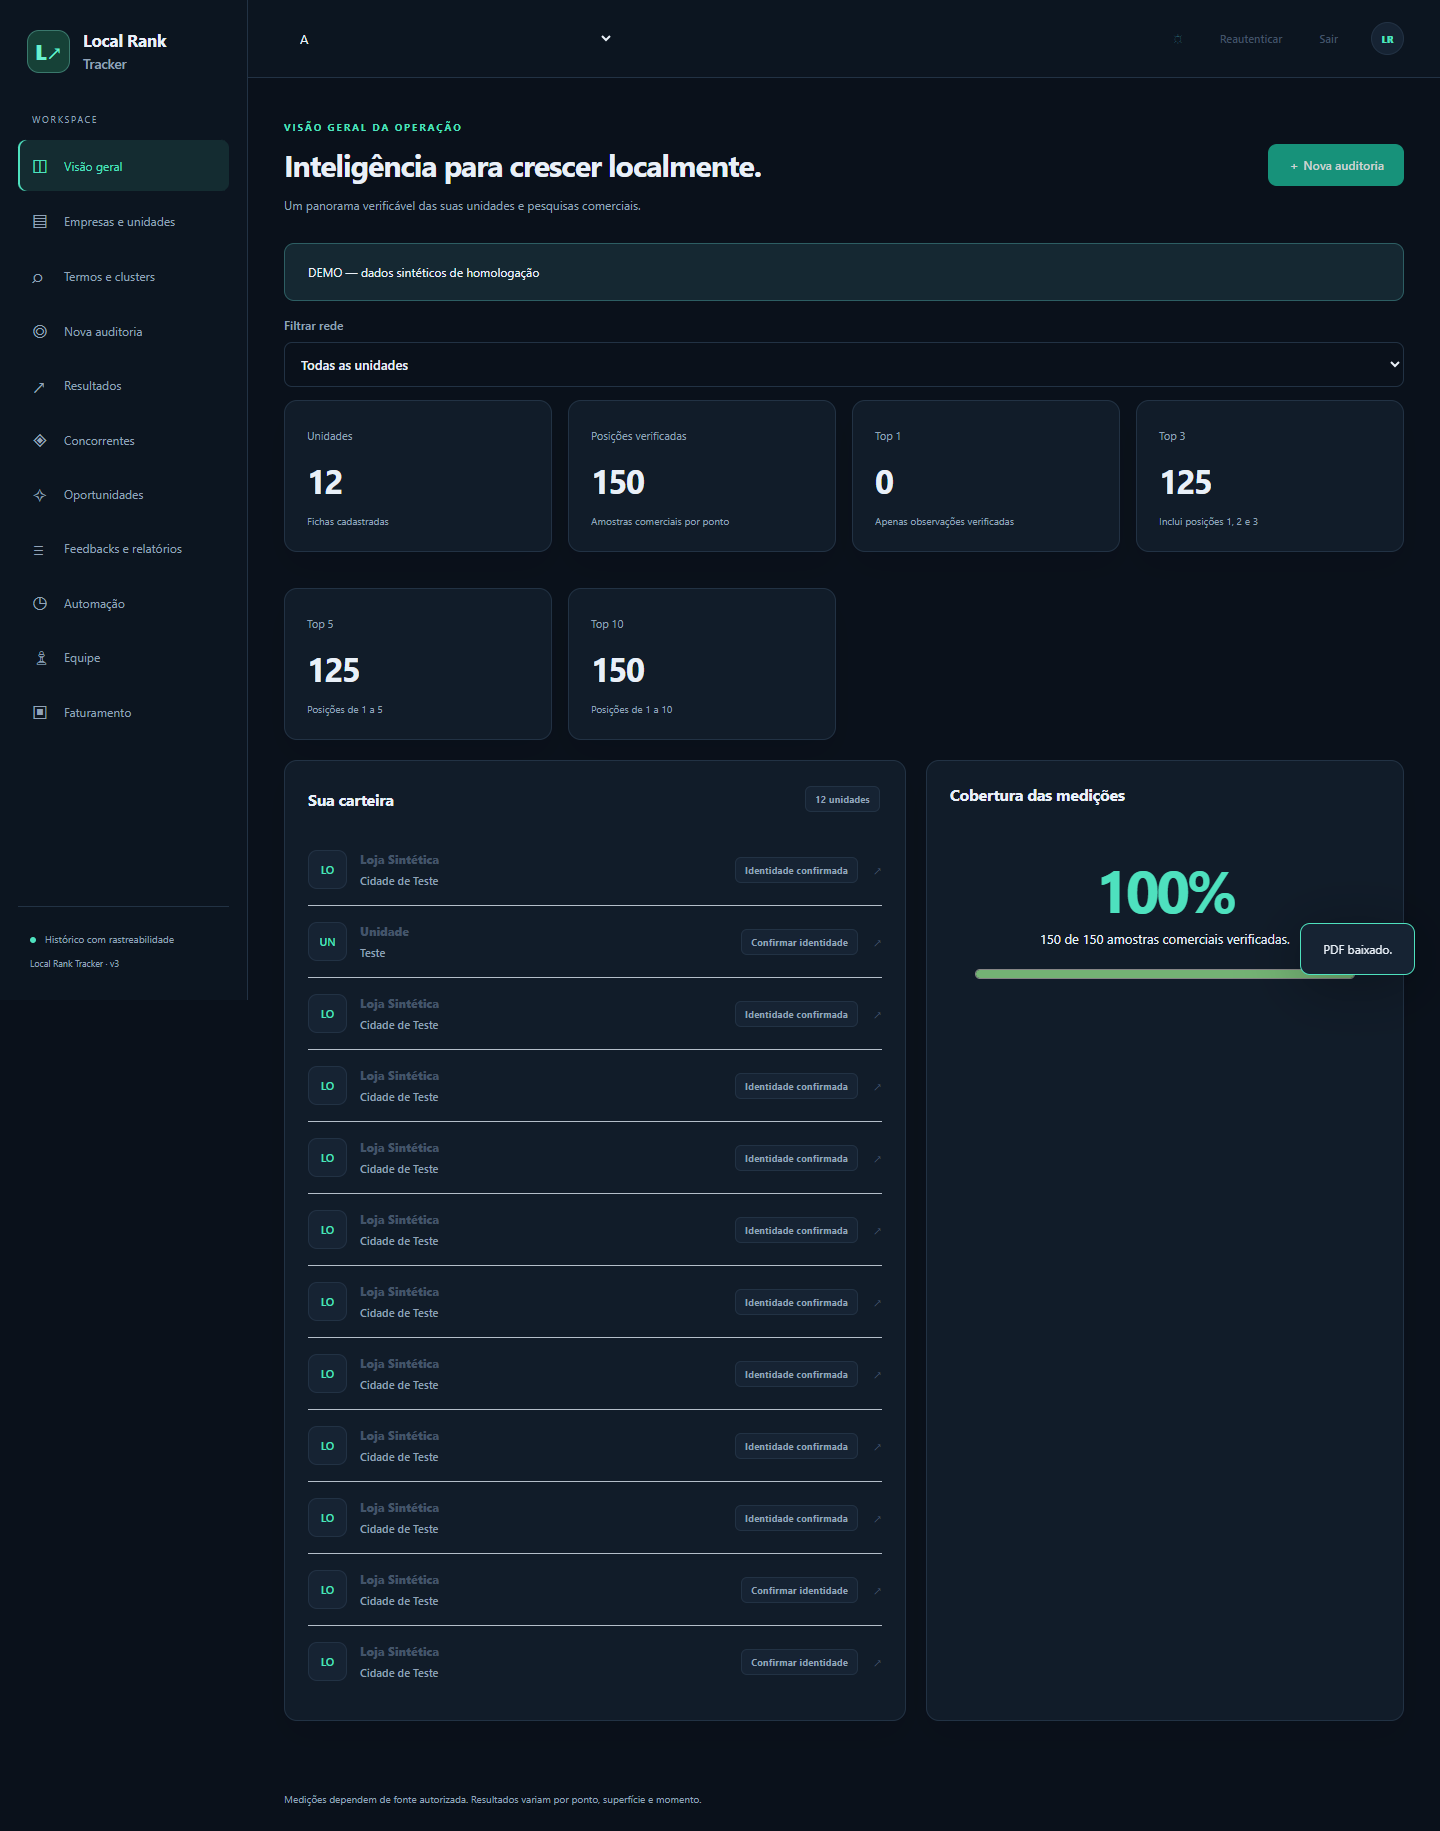 L↗
Local Rank
Tracker
WORKSPACE
Visão geral
Empresas e unidades
Termos e clusters
Nova auditoria
Resultados
Concorrentes
Oportunidades
Feedbacks e relatórios
Automação
Equipe
Faturamento
Histórico com rastreabilidade
Local Rank Tracker · v3
A
Reautenticar
Sair
LR
VISÃO GERAL DA OPERAÇÃO
Inteligência para crescer localmente.
Um panorama verificável das suas unidades e pesquisas comerciais.
+ Nova auditoria
DEMO — dados sintéticos de homologação
Filtrar rede
Todas as unidades
Unidades
12
Fichas cadastradas
Posições verificadas
150
Amostras comerciais por ponto
Top 1
0
Apenas observações verificadas
Top 3
125
Inclui posições 1, 2 e 3
Top 5
125
Posições de 1 a 5
Top 10
150
Posições de 1 a 10
Sua carteira
12 unidades
LO
Loja Sintética
Cidade de Teste
Identidade confirmada
↗
UN
Unidade
Teste
Confirmar identidade
↗
LO
Loja Sintética
Cidade de Teste
Identidade confirmada
↗
LO
Loja Sintética
Cidade de Teste
Identidade confirmada
↗
LO
Loja Sintética
Cidade de Teste
Identidade confirmada
↗
LO
Loja Sintética
Cidade de Teste
Identidade confirmada
↗
LO
Loja Sintética
Cidade de Teste
Identidade confirmada
↗
LO
Loja Sintética
Cidade de Teste
Identidade confirmada
↗
LO
Loja Sintética
Cidade de Teste
Identidade confirmada
↗
LO
Loja Sintética
Cidade de Teste
Identidade confirmada
↗
LO
Loja Sintética
Cidade de Teste
Confirmar identidade
↗
LO
Loja Sintética
Cidade de Teste
Confirmar identidade
↗
Cobertura das medições
100%
150 de 150 amostras comerciais verificadas.
PDF baixado.
Medições dependem de fonte autorizada. Resultados variam por ponto, superfície e momento.